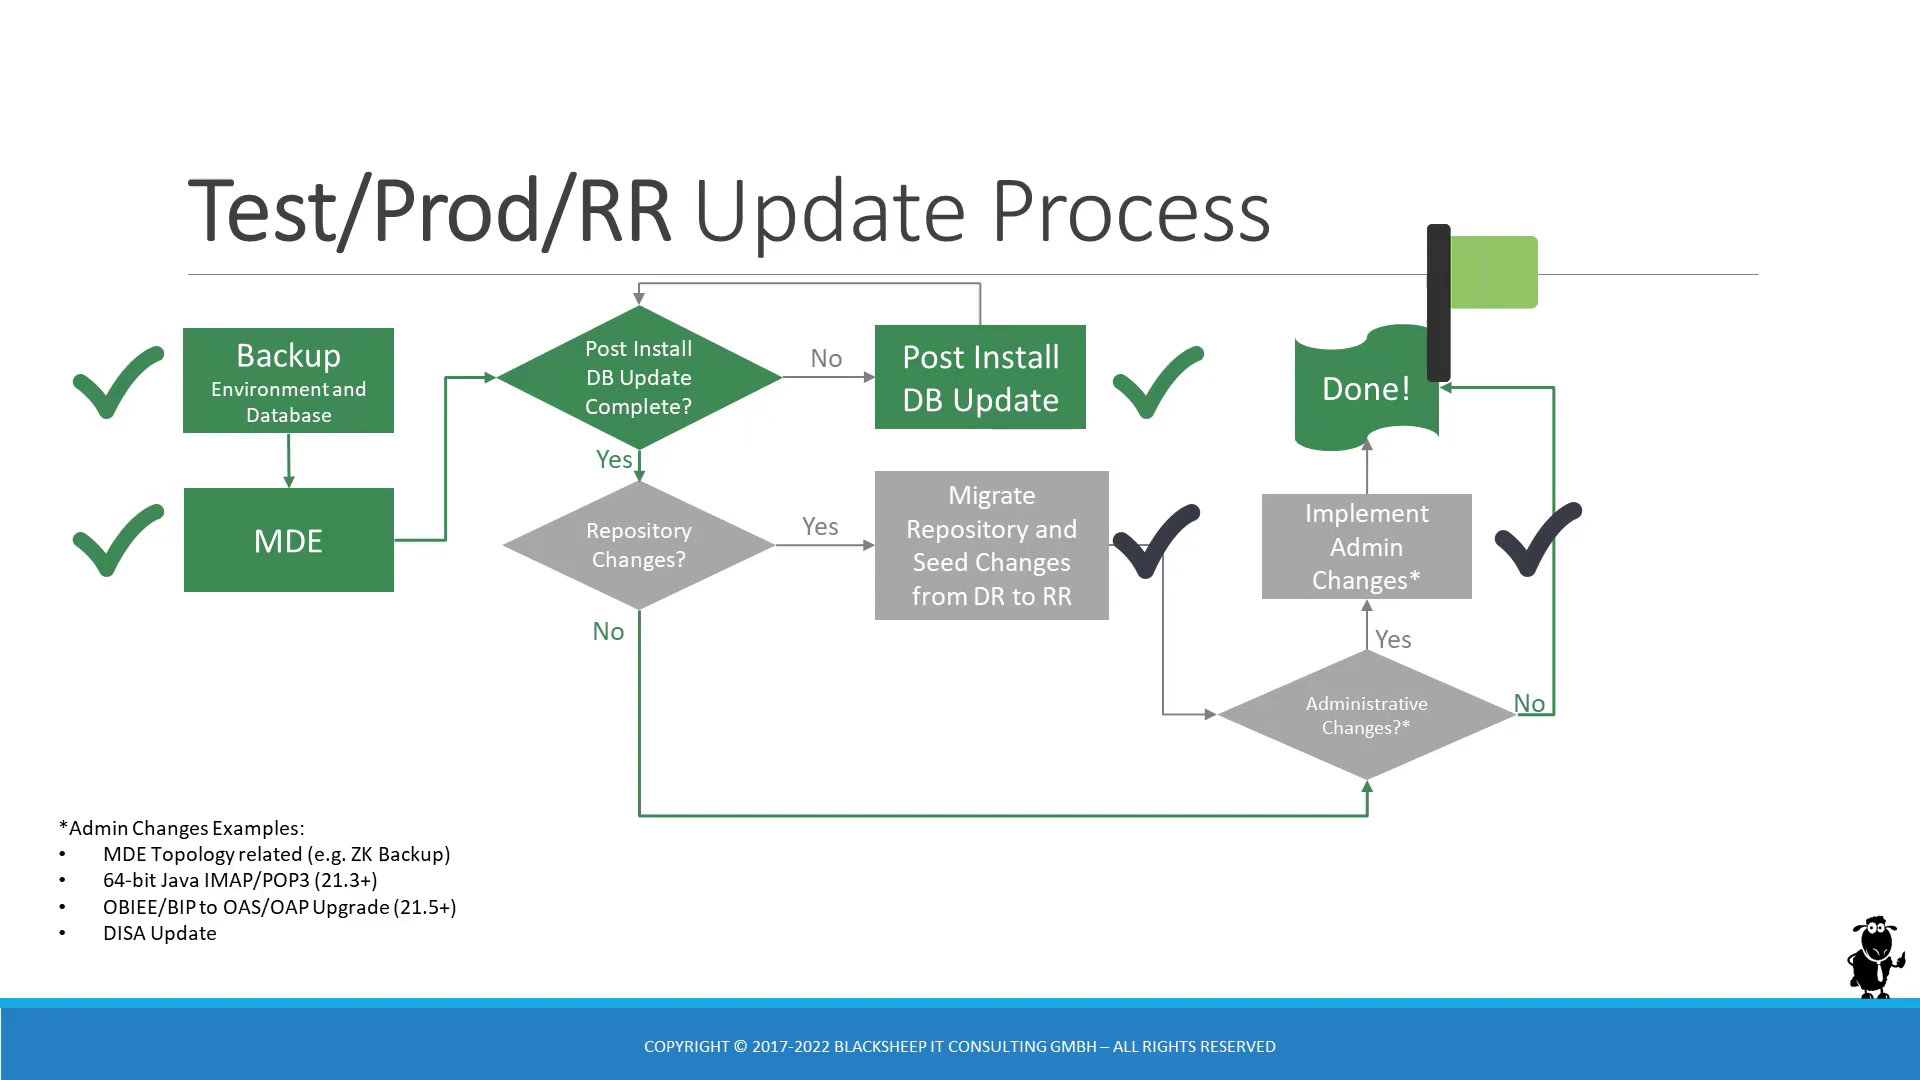 Test/Prod/RR Update Process
Backup
Environment and
Database
MDE
Post Install
DB Update
Complete?
No
Post Install
DB Update
Done!
Yes
Repository
Changes?
Yes
Migrate
Repository and
Seed Changes
from DR to RR
Implement
Admin
Changes*
No
Yes
Administrative
Changes?*
No
*Admin Changes Examples:
• MDE Topology related (e.g. ZK Backup)
• 64-bit Java IMAP/POP3 (21.3+)
• OBIEE/BIP to OAS/OAP Upgrade (21.5+)
• DISA Update
COPYRIGHT © 2017-2022 BLACKSHEEP IT CONSULTING GMBH – ALL RIGHTS RESERVED